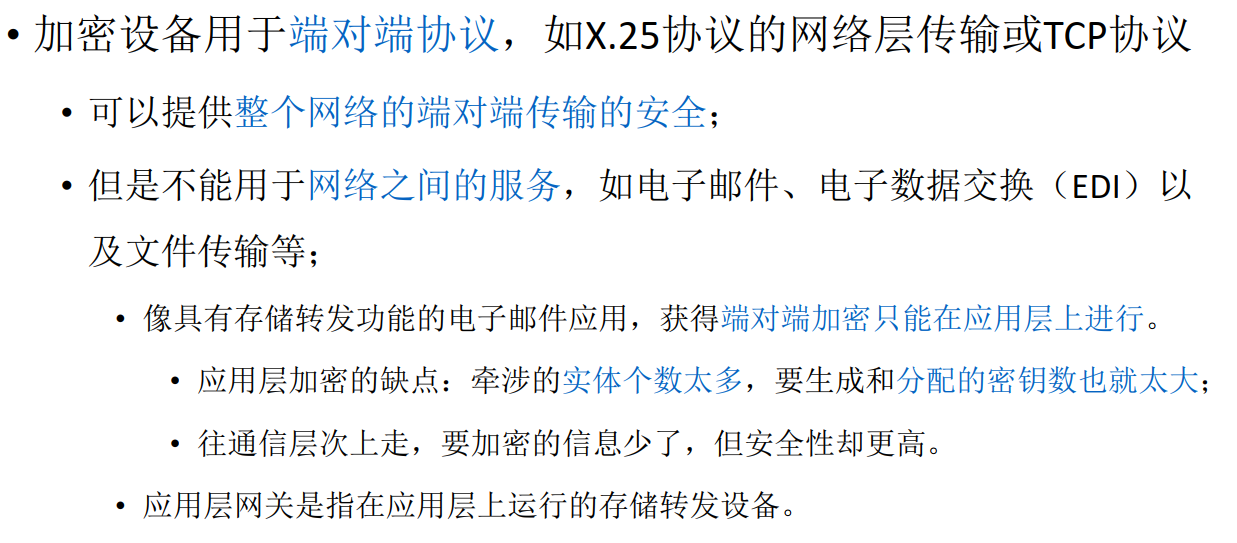 • 加密设备用于端对端协议，如X.25协议的网络层传输或TCP协议
• 可以提供整个网络的端对端传输的安全；
• 但是不能用于网络之间的服务，如电子邮件、电子数据交换（EDI）以
及文件传输等；
• 像具有存储转发功能的电子邮件应用，获得端对端加密只能在应用层上进行。
• 应用层加密的缺点：牵涉的实体个数太多，要生成和分配的密钥数也就太大；
• 往通信层次上走，要加密的信息少了，但安全性却更高。
• 应用层网关是指在应用层上运行的存储转发设备。